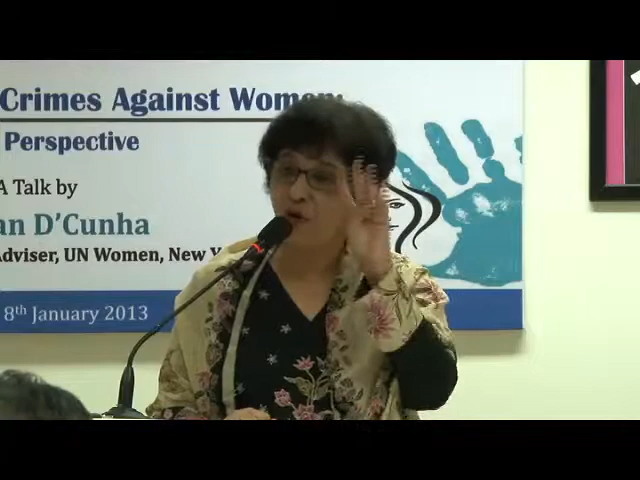 Crimes Against Women:
Perspective
A Talk by
an D'Cunha
Adviser, UN Women, New Y
8th January 2013